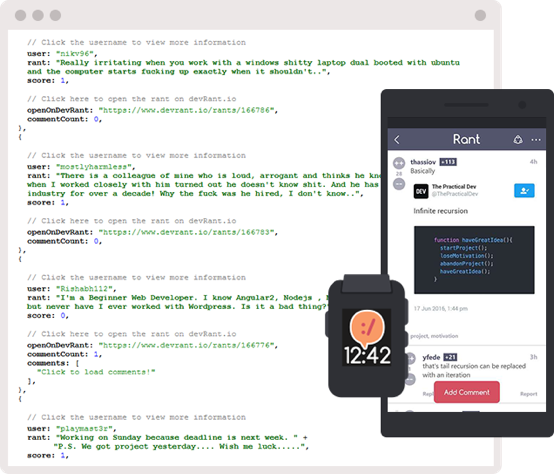 // Click the username to view more information
user: "nikv96",
rant: "Really irritating when you work with a windows shitty laptop dual booted with ubuntu
and the computer starts fucking up exactly when it shouldn't..",
score: 1,
// Click here to open the rant on devRant.io
openOnDevRant: "https://www.devrant.io/rants/166786",
commentCount: 0,
},
{
// Click the username to view more information
user: "mostlyharmless",
rant: "There is a colleague of mine who is loud, arrogant and thinks he kno
when I worked closely with him turned out he doesn't know shit. And he has
industry for over a decade! Why the fuck was he hired, I don't know..",
score: 1,
// Click here to open the rant on devRant.io
openOnDevRant: "https://www.devrant.io/rants/166783",
commentCount: 0,
},
{
// Click the username to view more information
user: "Rishabh112",
rant: "I'm a Beginner Web Developer. I know Angular2, Nodejs ,
but never have I ever worked with Wordpress. Is it a bad thing?"
score: 0,
// Click here to open the rant on devRant.io
openOnDevRant: "https://www.devrant.io/rants/166776",
commentCount: 1,
comments: [
"Click to load comments!"
],
},
{
// Click the username to view more information
user: "playmast3r",
rant: "Working on Sunday because deadline is next week. " +
"P.S. We got project yesterday.... Wish me luck.....",
score: 1,
Rant
thassiov +113 4h
Basically
28
DEV The Practical Dev
@ThePracticalDev
Infinite recursion
function haveGreatIdea(){
startProject();
loseMotivation();
abandonProject();
haveGreatIdea();
}
17 Jun 2016, 1:44 pm
project, motivation
yfede +21 3h
that's tail recursion can be replaced
with an iteration
Add Comment
Report
:/
12:42